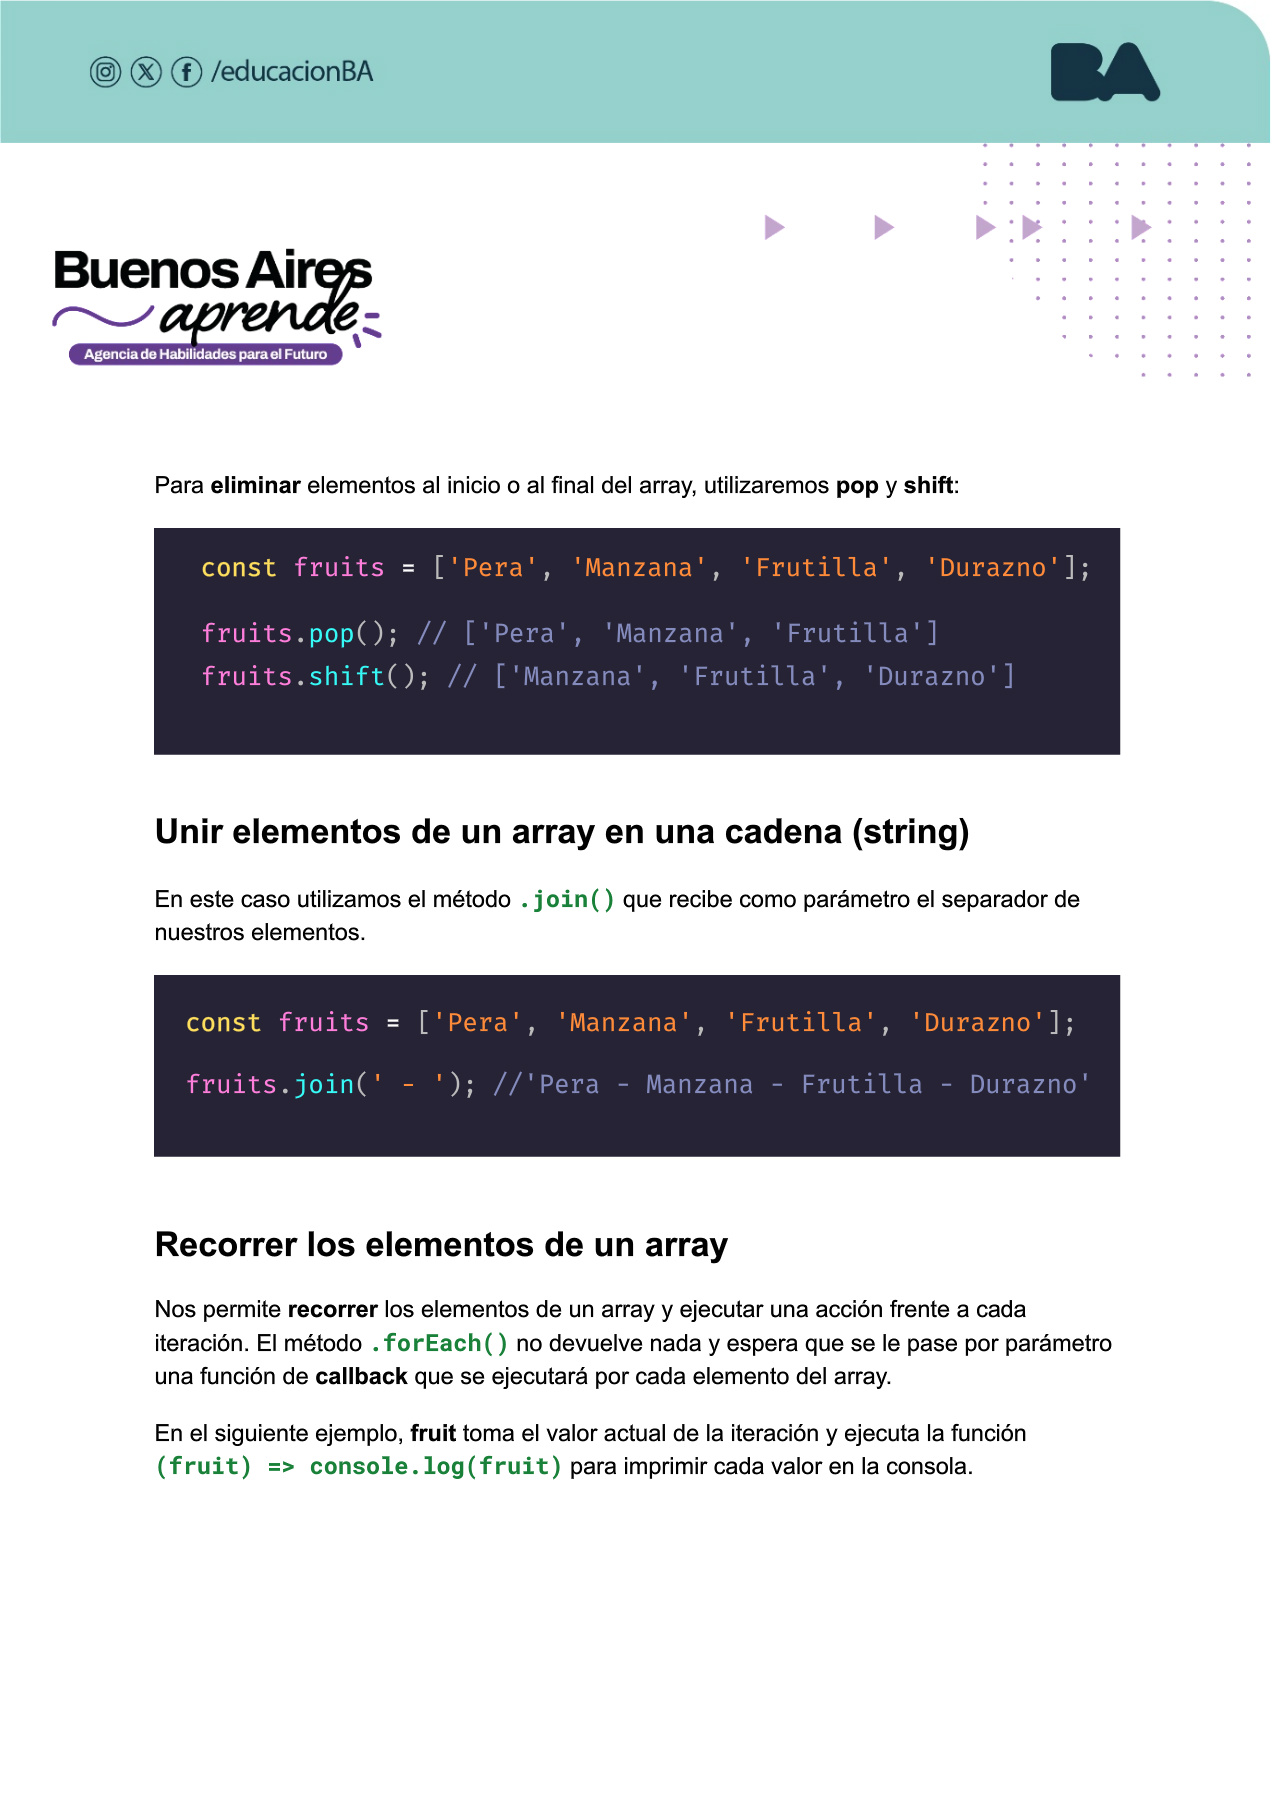 /educacionBA
BA
Buenos Aires
aprende
Agencia de Habilidades para el Futuro
Para eliminar elementos al inicio o al final del array, utilizaremos pop y shift:
const fruits = ['Pera', 'Manzana', 'Frutilla', 'Durazno'];
fruits.pop(); // ['Pera', 'Manzana', 'Frutilla']
fruits.shift(); // ['Manzana', 'Frutilla', 'Durazno']
Unir elementos de un array en una cadena (string)
En este caso utilizamos el método .join() que recibe como parámetro el separador de
nuestros elementos.
const fruits = ['Pera', 'Manzana', 'Frutilla', 'Durazno'];
fruits.join(' - '); //'Pera - Manzana - Frutilla - Durazno'
Recorrer los elementos de un array
Nos permite recorrer los elementos de un array y ejecutar una acción frente a cada
iteración. El método .forEach() no devuelve nada y espera que se le pase por parámetro
una función de callback que se ejecutará por cada elemento del array.
En el siguiente ejemplo, fruit toma el valor actual de la iteración y ejecuta la función
(fruit) => console.log(fruit) para imprimir cada valor en la consola.